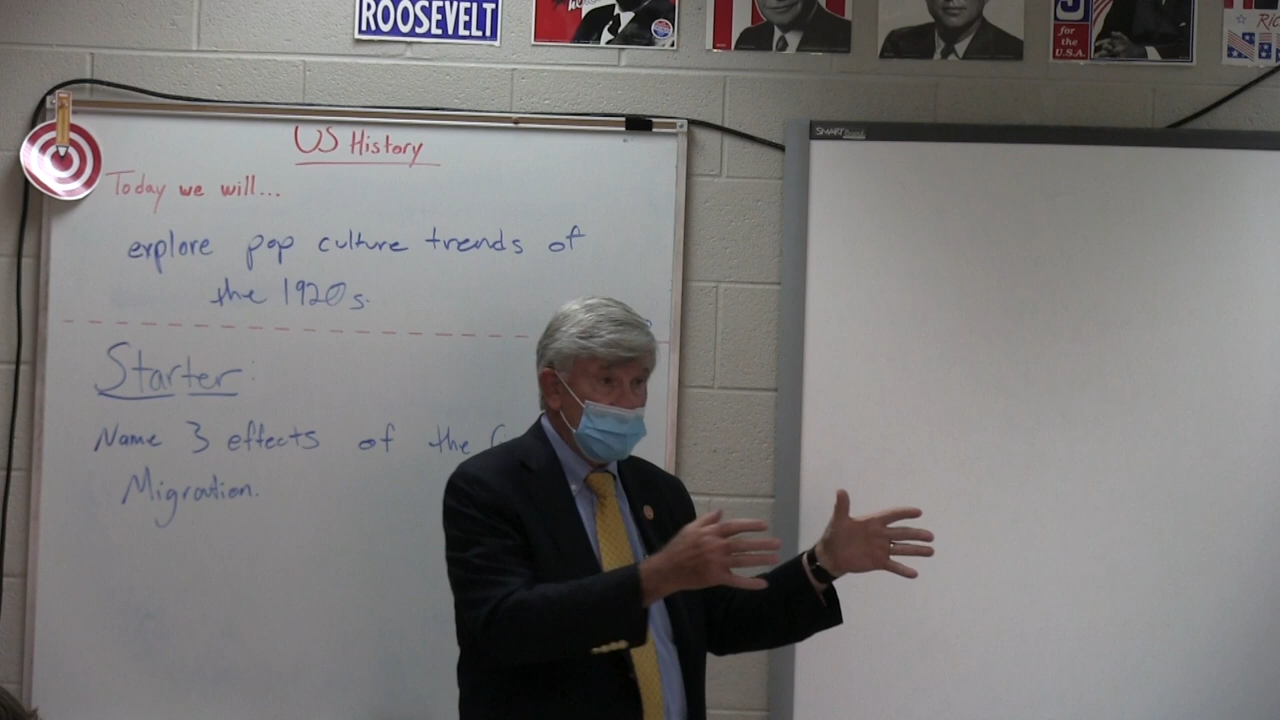 ROOSEVELT
for the
U.S.A.
SMART
US History
Today we will...
explore pop culture trends of
the 1920s.
Starter:
Name 3 effects of the
Migration.